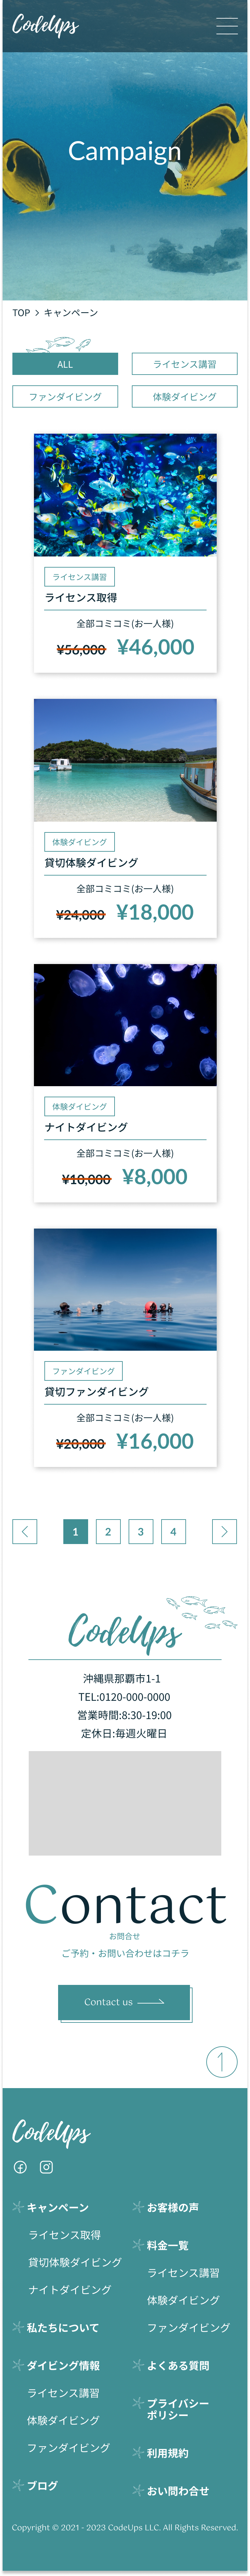 CodeUps
Campaign
TOP > キャンペーン
ALL
ライセンス講習
ファンダイビング
体験ダイビング
ライセンス講習
ライセンス取得
全部コミコミ(お一人様)
¥56,000 ¥46,000
体験ダイビング
貸切体験ダイビング
全部コミコミ(お一人様)
¥24,000 ¥18,000
体験ダイビング
ナイトダイビング
全部コミコミ(お一人様)
¥10,000 ¥8,000
ファンダイビング
貸切ファンダイビング
全部コミコミ(お一人様)
¥20,000 ¥16,000
1 2 3 4
CodeUps
沖縄県那覇市1-1
TEL:0120-000-0000
営業時間:8:30-19:00
定休日:毎週火曜日
Contact
お問合せ
ご予約・お問い合わせはコチラ
Contact us
CodeUps
キャンペーン
ライセンス取得
貸切体験ダイビング
ナイトダイビング
私たちについて
ダイビング情報
ライセンス講習
体験ダイビング
ファンダイビング
ブログ
お客様の声
料金一覧
ライセンス講習
体験ダイビング
ファンダイビング
よくある質問
プライバシー
ポリシー
利用規約
おい問わ合せ
Copyright © 2021 - 2023 CodeUps LLC. All Rights Reserved.